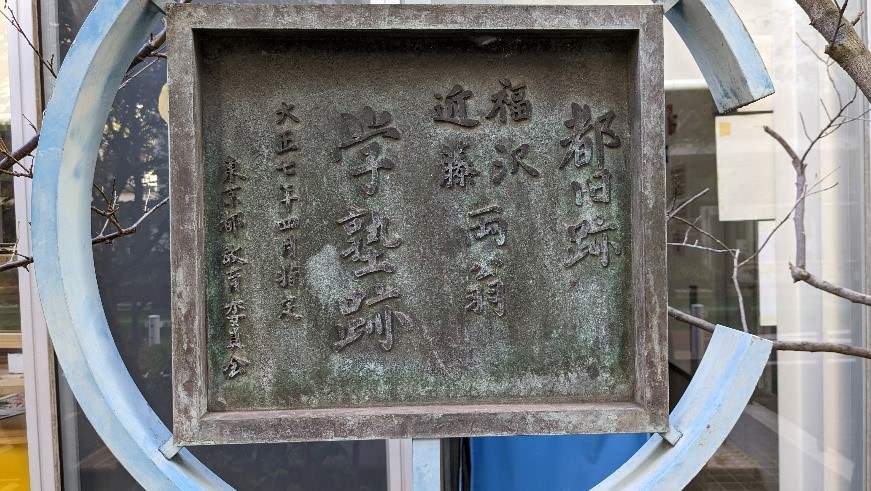 都旧跡
福沢
近藤
両翁
学塾跡
大正七年四月指定
東京都教育委員会